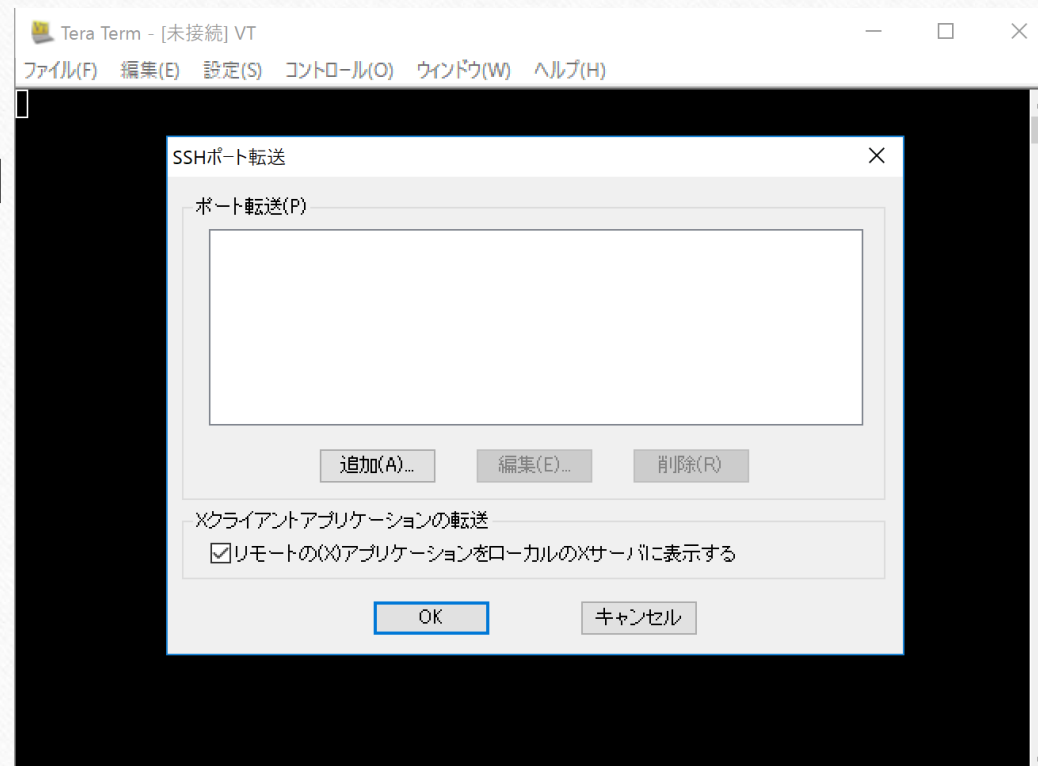 Tera Term - [未接続] VT
ファイル(F) 編集(E) 設定(S) コントロール(O) ウィンドウ(W) ヘルプ(H)
SSHポート転送
ポート転送(P)
追加(A)... 編集(E)... 削除(R)
Xクライアントアプリケーションの転送
リモートの(X)アプリケーションをローカルのXサーバに表示する
OK キャンセル